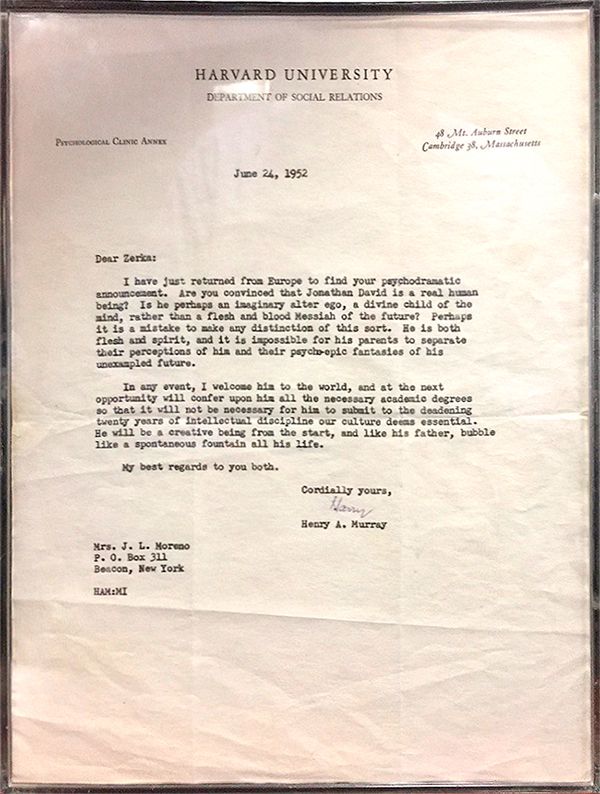 HARVARD UNIVERSITY
DEPARTMENT OF SOCIAL RELATIONS
PSYCHOLOGICAL CLINIC ANNEX
48 Mt. Auburn Street
Cambridge 38, Massachusetts
June 24, 1952
Dear Zerka:
I have just returned from Europe to find your psychodramatic
announcement. Are you convinced that Jonathan David is a real human
being? Is he perhaps an imaginary alter ego, a divine child of the
mind, rather than a flesh and blood Messiah of the future? Perhaps
it is a mistake to make any distinction of this sort. He is both
flesh and spirit, and it is impossible for his parents to separate
their perceptions of him and their psych-epic fantasies of his
unexampled future.
In any event, I welcome him to the world, and at the next
opportunity will confer upon him all the necessary academic degrees
so that it will not be necessary for him to submit to the deadening
twenty years of intellectual discipline our culture deems essential.
He will be a creative being from the start, and like his father, bubble
like a spontaneous fountain all his life.
My best regards to you both.
Cordially yours,
Harry
Henry A. Murray
Mrs. J. L. Moreno
P. O. Box 311
Beacon, New York
HAM:MI